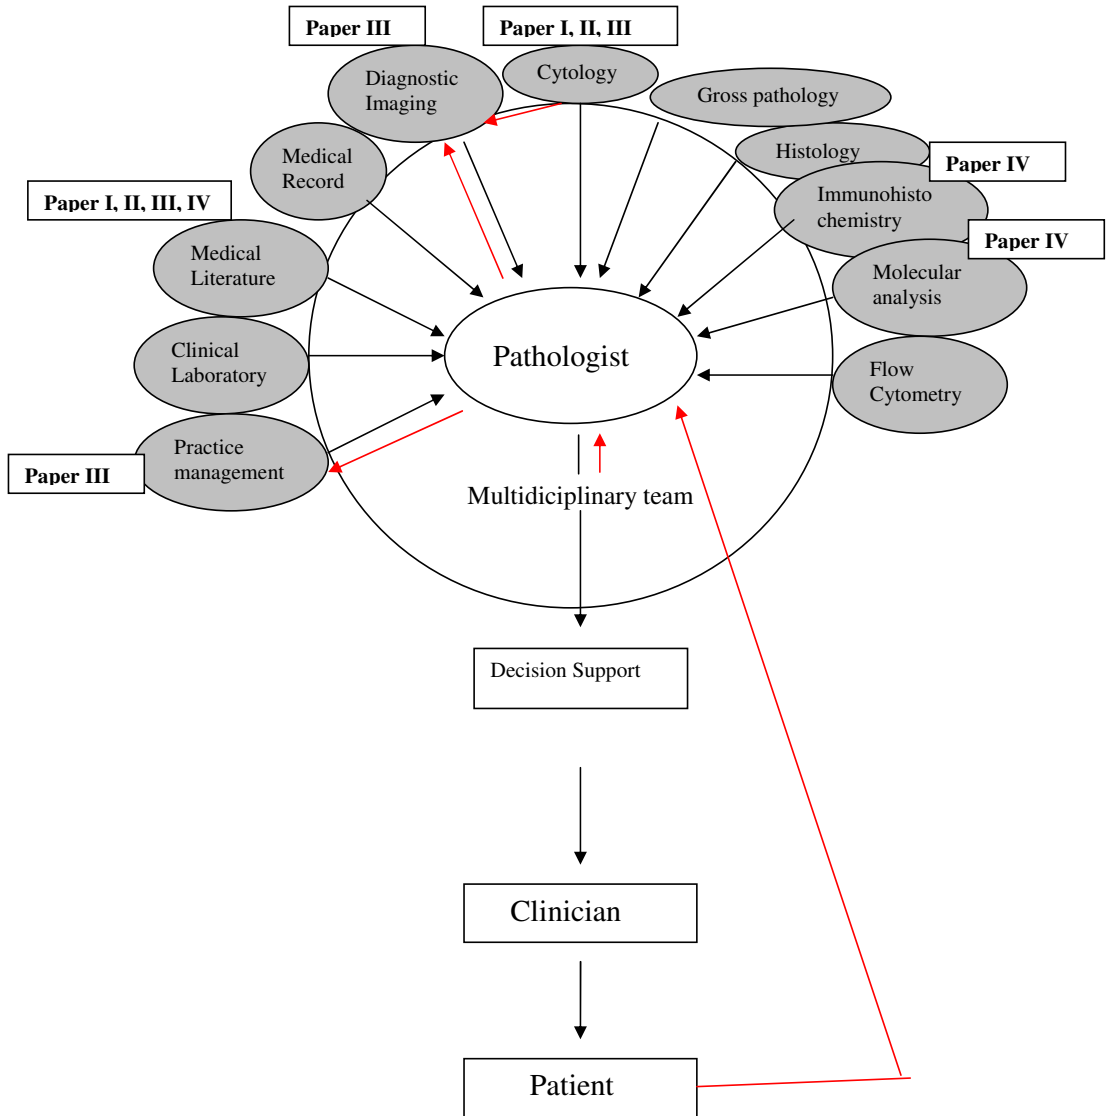 Paper III
Paper I, II, III
Diagnostic
Imaging
Cytology
Gross pathology
Medical
Record
Histology
Paper IV
Immunohisto
chemistry
Paper I, II, III, IV
Medical
Literature
Paper IV
Molecular
analysis
Clinical
Laboratory
Pathologist
Flow
Cytometry
Practice
management
Paper III
Multidiciplinary team
Decision Support
Clinician
Patient